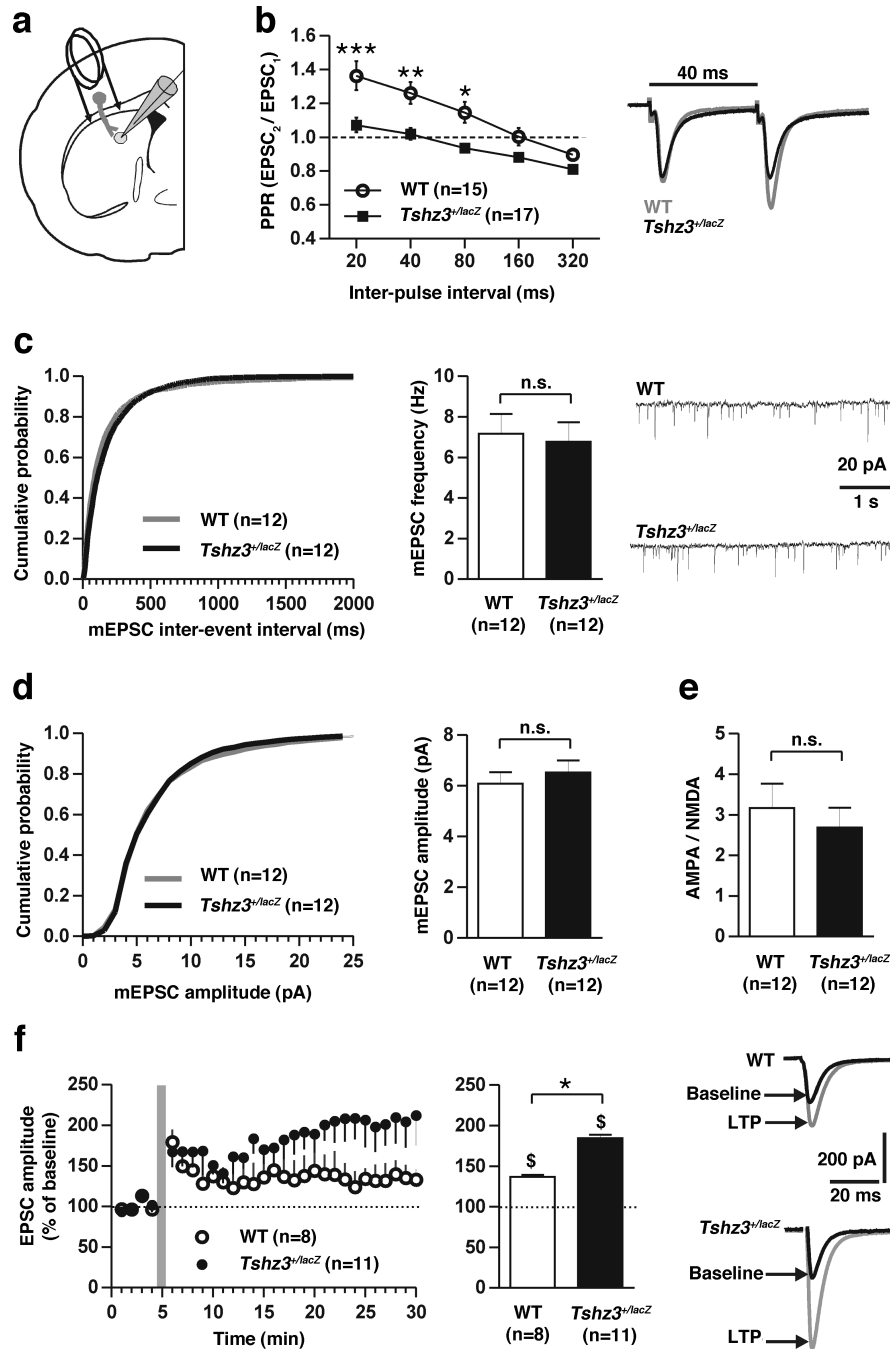 a
b
PPR (EPSC2 / EPSC1)
1.6
1.4
1.2
1.0
0.8
0.6
0.4
***
**
*
WT (n=15)
Tshz3+/lacZ (n=17)
20 40 80 160 320
Inter-pulse interval (ms)
40 ms
WT
Tshz3+/lacZ
c
Cumulative probability
1.0
0.8
0.6
0.4
0.2
0.0
WT (n=12)
Tshz3+/lacZ (n=12)
0 500 1000 1500 2000
mEPSC inter-event interval (ms)
mEPSC frequency (Hz)
10
8
6
4
2
0
n.s.
WT
(n=12)
Tshz3+/lacZ
(n=12)
WT
20 pA
1 s
Tshz3+/lacZ
d
Cumulative probability
1.0
0.8
0.6
0.4
0.2
0.0
WT (n=12)
Tshz3+/lacZ (n=12)
0 5 10 15 20 25
mEPSC amplitude (pA)
mEPSC amplitude (pA)
8
6
4
2
0
n.s.
WT
(n=12)
Tshz3+/lacZ
(n=12)
e
AMPA / NMDA
5
4
3
2
1
0
n.s.
WT
(n=12)
Tshz3+/lacZ
(n=12)
f
EPSC amplitude
(% of baseline)
250
200
150
100
50
0
WT (n=8)
Tshz3+/lacZ (n=11)
0 5 10 15 20 25 30
Time (min)
250
200
150
100
50
0
*
$
$
WT
(n=8)
Tshz3+/lacZ
(n=11)
WT
Baseline
LTP
200 pA
20 ms
Tshz3+/lacZ
Baseline
LTP